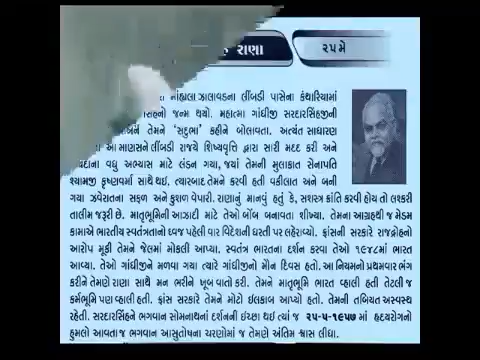 રાણા
૨૫ મે
માંહ્યલા ઝાલાવડના લીંબડી પાસેના કંથારિયામાં
સિંહનો જન્મ થયો. મહાત્મા ગાંધીજી સરદારસિંહજીની
તેમને ‘સદુભા’ કહીને બોલાવતા. અત્યંત સાધારણ
આ માણસને લીંબડી રાજ્યે શિષ્યવૃત્તિ દ્વારા સારી મદદ કરી અને
વધુ અભ્યાસ માટે લંડન ગયા, જ્યાં તેમની મુલાકાત સેનાપતિ
શ્યામજી કૃષ્ણવર્મા સાથે થઈ, ત્યારબાદ તેમને કરવી હતી વકીલાત અને બની
ગયા ઝવેરાતના સફળ અને કુશળ વેપારી. રાણાનું માનવું હતું કે, સશસ્ત્ર ક્રાંતિ કરવી હોય તો લશ્કરી
તાલીમ જરૂરી છે. માતૃભૂમિની આઝાદી માટે તેઓ બોંબ બનાવતા શીખ્યા. તેમના આગ્રહથી જ મેડમ
કામાએ ભારતીય સ્વતંત્રતાનો ધ્વજ પહેલી વાર વિદેશની ધરતી પર લહેરાવ્યો. ફ્રાંસની સરકારે રાજદ્રોહનો
આરોપ મૂકી તેમને જેલમાં મોકલી આપ્યા. સ્વતંત્ર ભારતના દર્શન કરવા તેઓ ૧૯૪૮માં ભારત
આવ્યા. તેઓ ગાંધીજીને મળવા ગયા ત્યારે ગાંધીજીનો મૌન દિવસ હતો. આ નિયમનો પ્રથમવાર ભંગ
કરીને તેમણે રાણા સાથે મન ભરીને ખૂબ વાતો કરી. તેમને માતૃભૂમિ ભારત વ્હાલી હતી તેટલી જ
કર્મભૂમિ પણ વ્હાલી હતી. ફ્રાંસ સરકારે તેમને મોટો ઈલકાબ આપ્યો હતો. તેમની તબિયત અસ્વસ્થ
રહેતી. સરદારસિંહને ભગવાન સોમનાથનાં દર્શનની ઈચ્છા થઈ ત્યાં જ ૨૫-૫-૧૯૫૭ માં હૃદયરોગનો
હુમલો આવતા જ ભગવાન આસુતોષના ચરણોમાં જ તેમણે અંતિમ શ્વાસ લીધા.